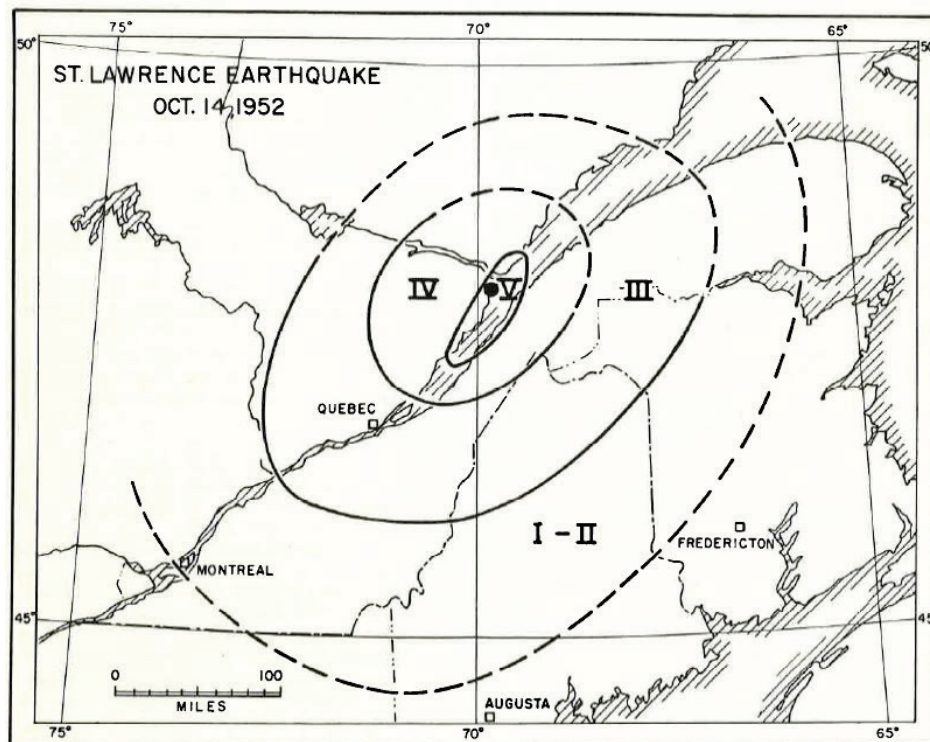 75°
70°
65°
50°
50
ST. LAWRENCE EARTHQUAKE
OCT. 14 1952
IV
V
III
QUEBEC
I - II
FREDERICTON
MONTREAL
45°
45
0 100
MILES
AUGUSTA
75°
70°
65°